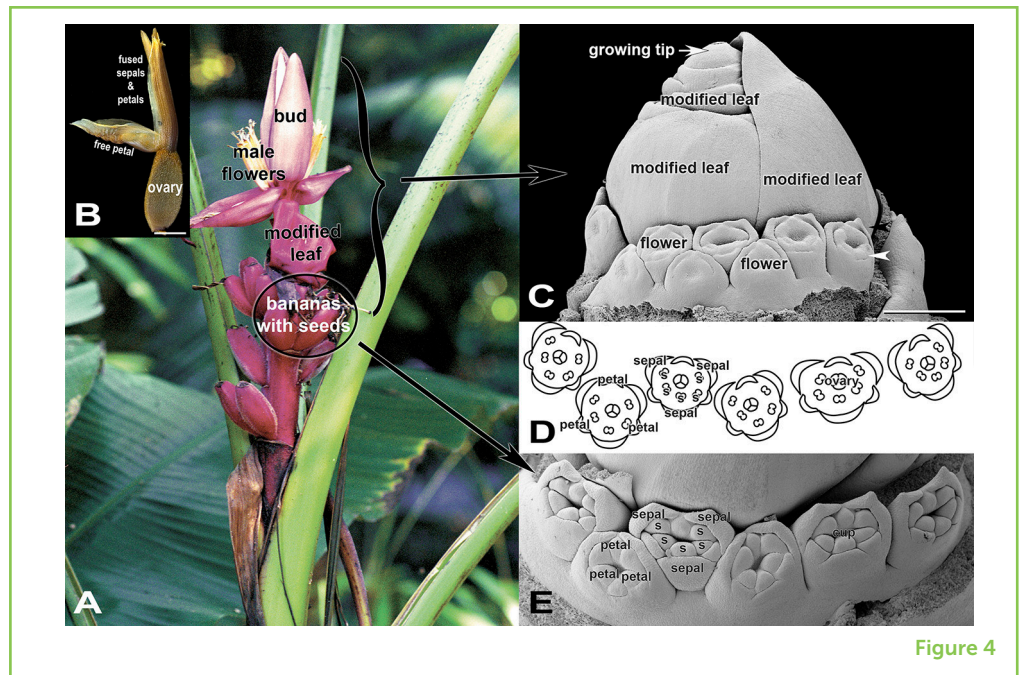 fused
sepals
&
petals
free petal
ovary
B
bud
male
flowers
modified
leaf
bananas
with seeds
A
growing tip
modified leaf
modified leaf
modified leaf
flower
flower
C
sepal
sepal
petal
ovary
s
s
s
s
s
sepal
petal
petal
D
sepal
sepal
s
s
s
s
s
petal
cup
petal
petal
sepal
E
Figure 4